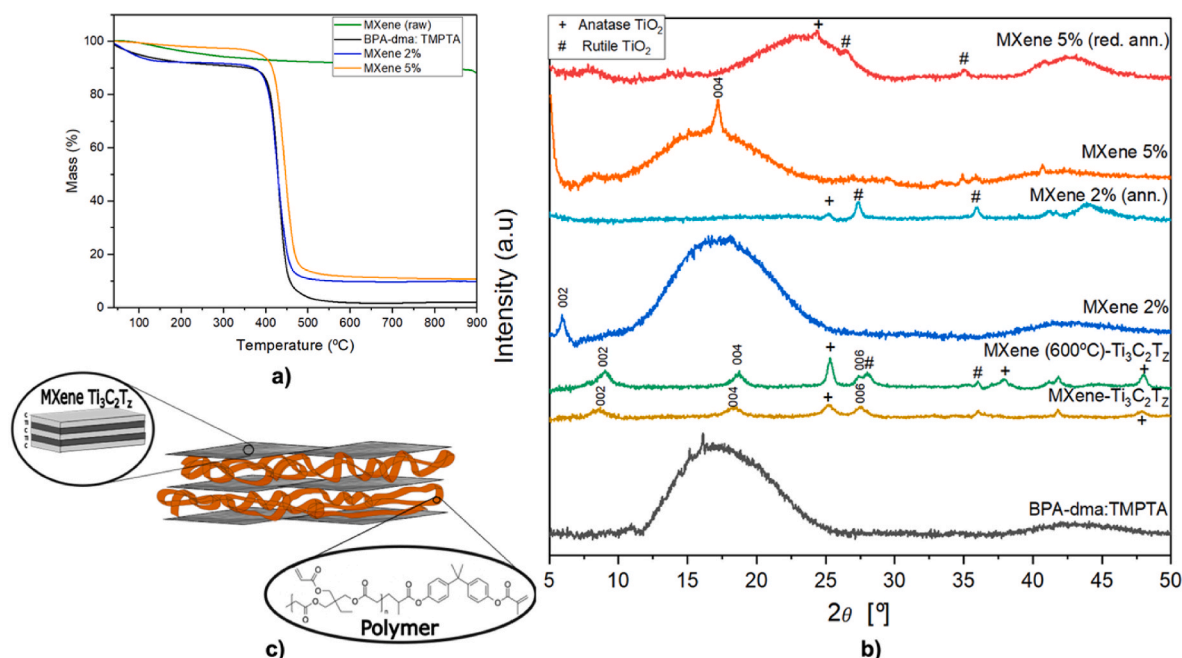 100
80
60
40
20
0
Mass (%)
MXene (raw)
BPA-dma: TMPTA
MXene 2%
MXene 5%
100 200 300 400 500 600 700 800 900
Temperature (ºC)
a)
MXene Ti3C2Tz
Polymer
n
O
O
O
O
O
O
O
O
O
O
c)
+ Anatase TiO2
# Rutile TiO2
Intensity (a.u)
+
#
#
MXene 5% (red. ann.)
004
MXene 5%
+
#
#
MXene 2% (ann.)
002
MXene 2%
MXene (600ºC)-Ti3C2Tz
002
004
+
006
#
#
+
+
MXene-Ti3C2Tz
002
004
+
006
+
BPA-dma:TMPTA
5 10 15 20 25 30 35 40 45 50
2θ [º]
b)